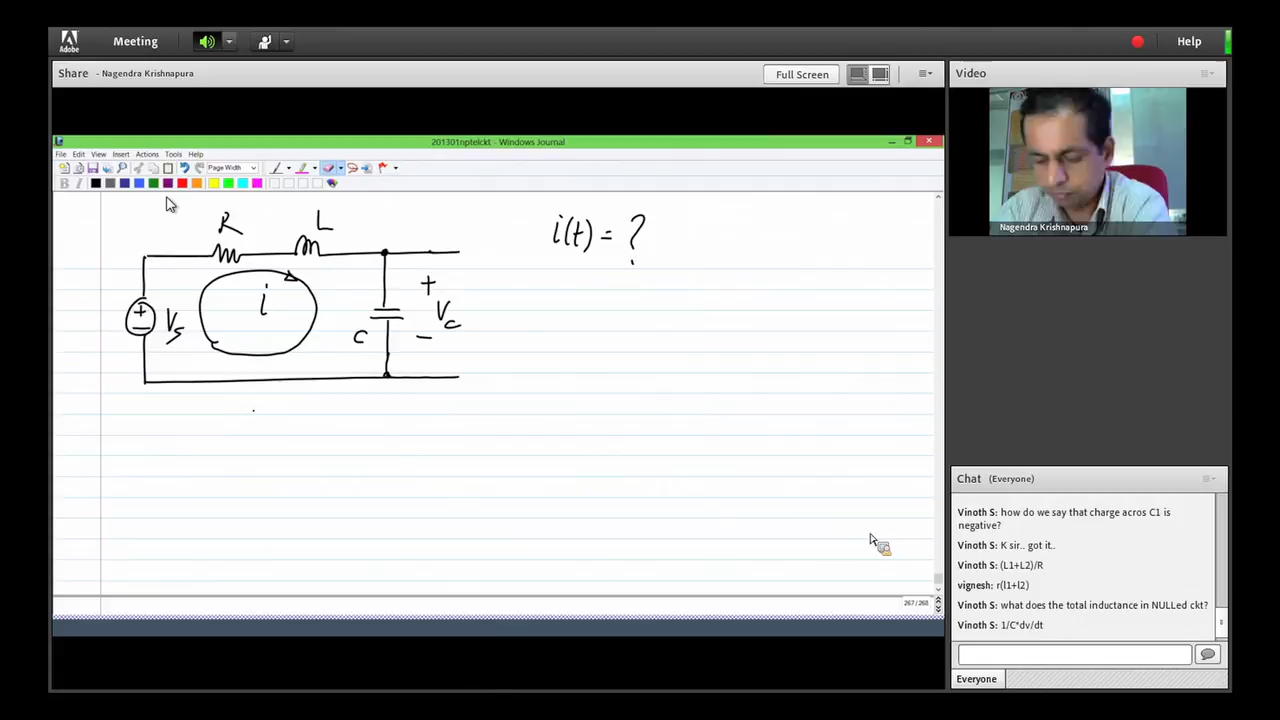 Adobe
Meeting
Help
Share - Nagendra Krishnapura
Full Screen
Video
201301nptelckt - Windows Journal
File Edit View Insert Actions Tools Help
Page Width
B I
R L
i(t) = ?
+
i
+
Vs
Vc
C
-
267/268
Nagendra Krishnapura
Chat (Everyone)
Vinoth S: how do we say that charge acros C1 is
negative?
Vinoth S: K sir.. got it..
Vinoth S: (L1+L2)/R
vignesh: r(l1+l2)
Vinoth S: what does the total inductance in NULLed ckt?
Vinoth S: 1/C*dv/dt
Everyone